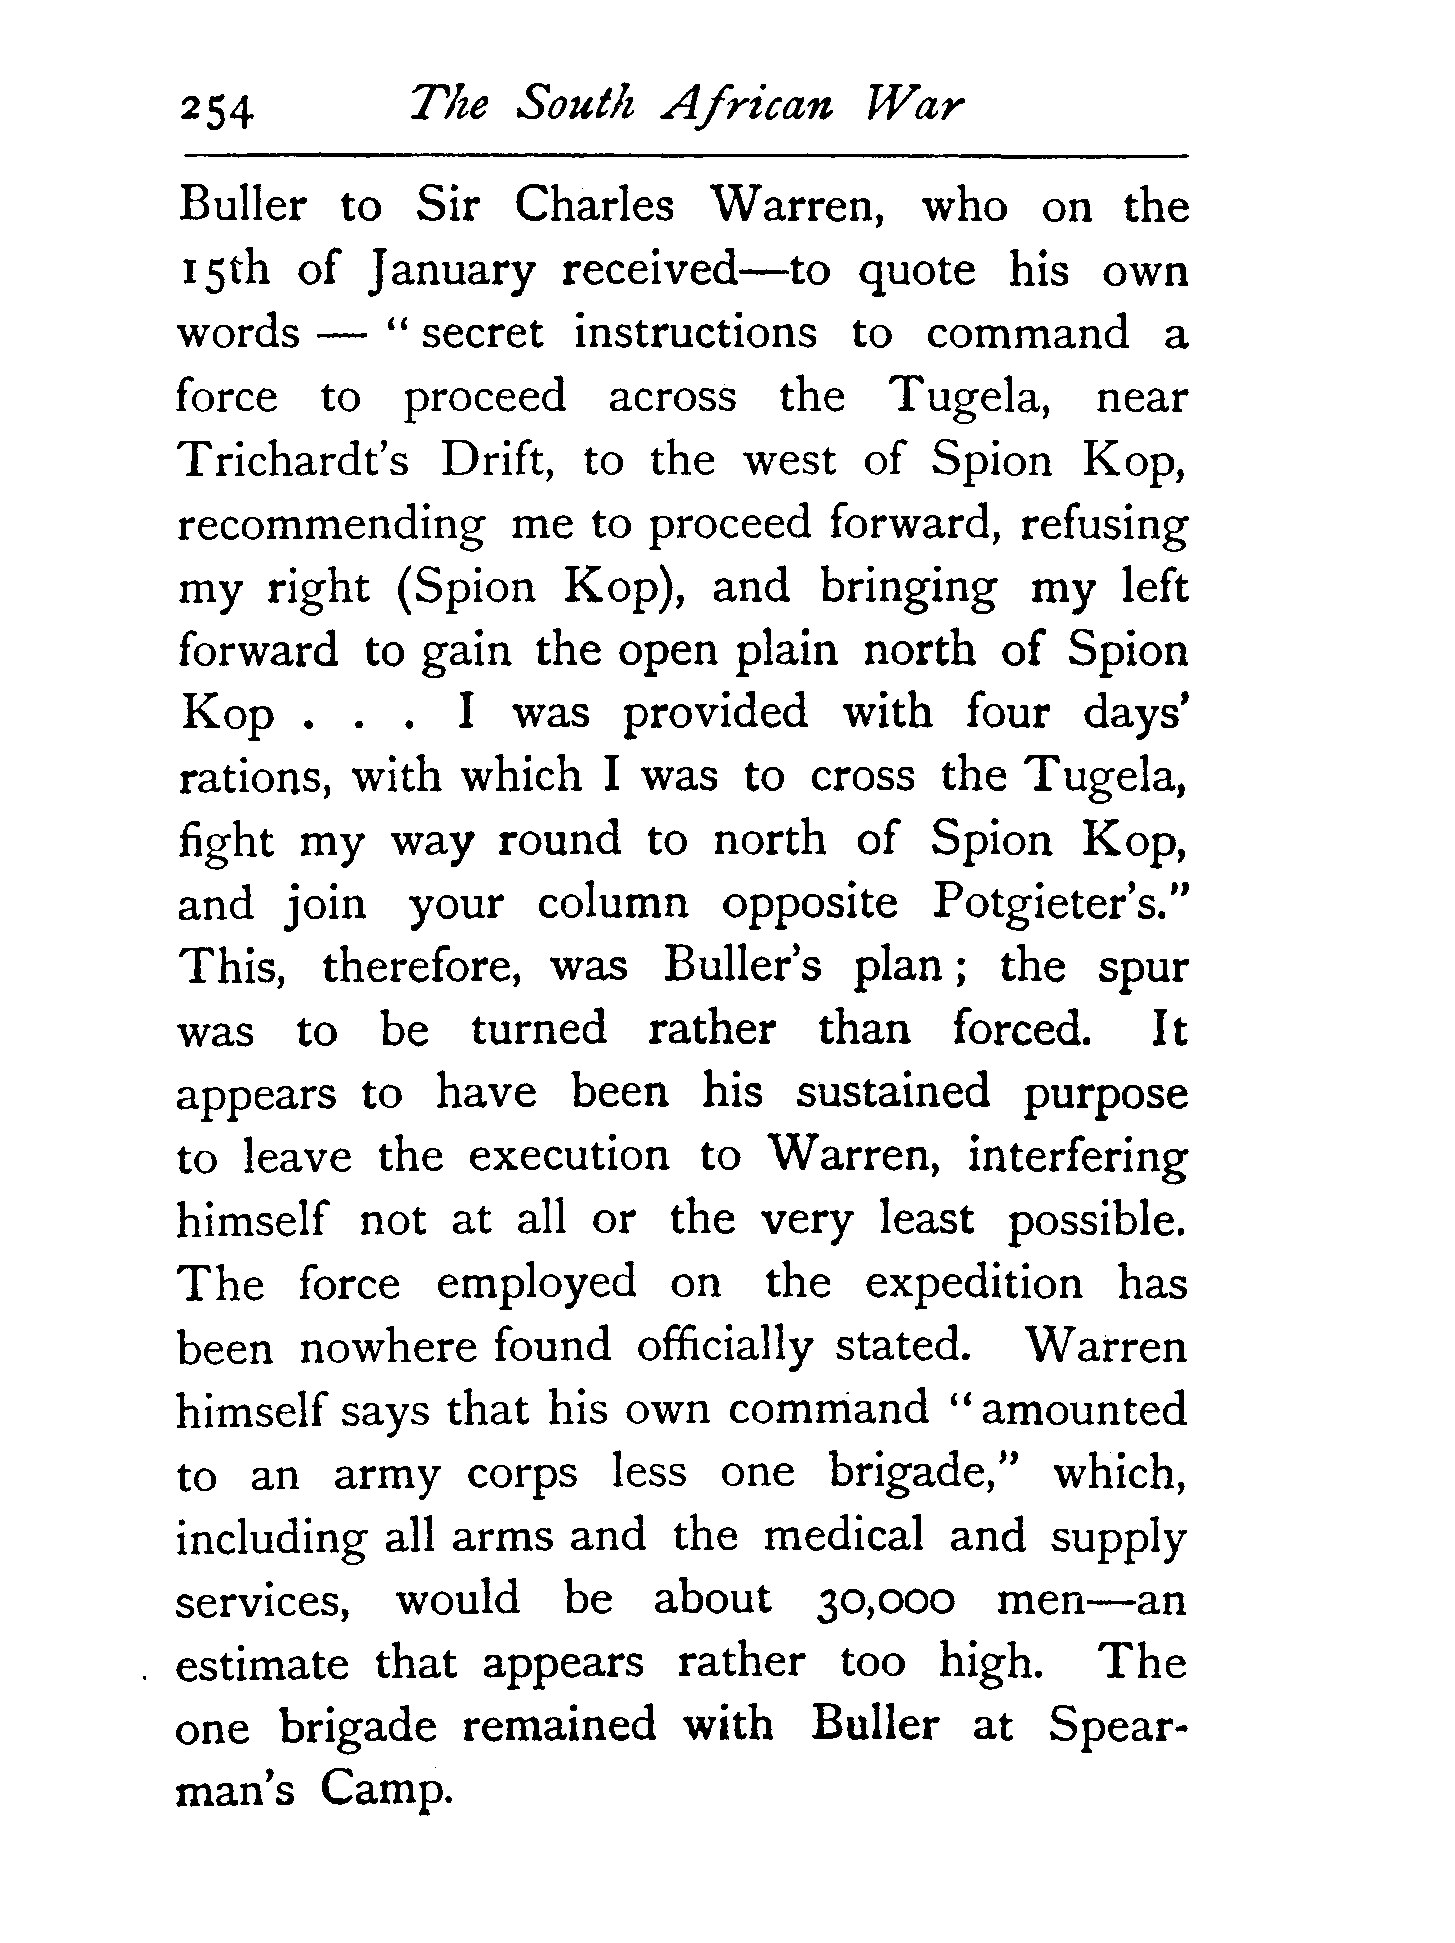 254 The South African War
Buller to Sir Charles Warren, who on the
15th of January received—to quote his own
words — " secret instructions to command a
force to proceed across the Tugela, near
Trichardt's Drift, to the west of Spion Kop,
recommending me to proceed forward, refusing
my right (Spion Kop), and bringing my left
forward to gain the open plain north of Spion
Kop . . . I was provided with four days'
rations, with which I was to cross the Tugela,
fight my way round to north of Spion Kop,
and join your column opposite Potgieter's."
This, therefore, was Buller's plan ; the spur
was to be turned rather than forced. It
appears to have been his sustained purpose
to leave the execution to Warren, interfering
himself not at all or the very least possible.
The force employed on the expedition has
been nowhere found officially stated. Warren
himself says that his own command " amounted
to an army corps less one brigade," which,
including all arms and the medical and supply
services, would be about 30,000 men—an
estimate that appears rather too high. The
one brigade remained with Buller at Spear-
man's Camp.